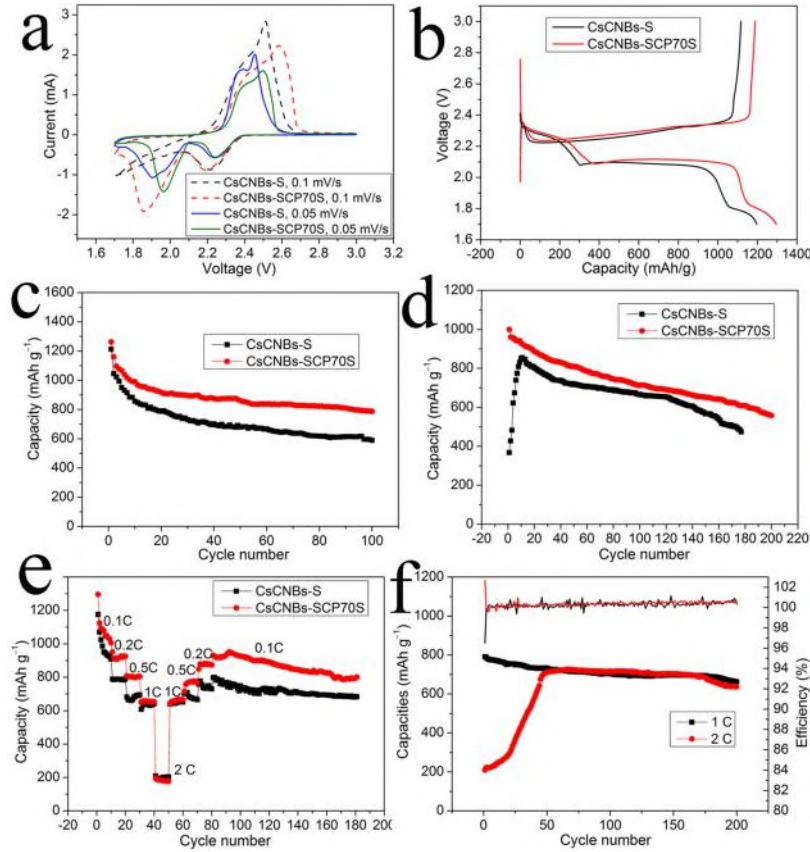 a
Current (mA)
3
2
1
0
-1
-2
CsCNBs-S, 0.1 mV/s
CsCNBs-SCP70S, 0.1 mV/s
CsCNBs-S, 0.05 mV/s
CsCNBs-SCP70S, 0.05 mV/s
1.6 1.8 2.0 2.2 2.4 2.6 2.8 3.0 3.2
Voltage (V)
b
Voltage (V)
3.2
2.8
2.4
2.0
1.6
CsCNBs-S
CsCNBs-SCP70S
-200 0 200 400 600 800 1000 1200 1400
Capacity (mAh/g)
c
Capacity (mAh g⁻¹)
1600
1400
1200
1000
800
600
400
200
0
CsCNBs-S
CsCNBs-SCP70S
-20 0 20 40 60 80 100
Cycle number
d
Capacity (mAh g⁻¹)
1200
1000
800
600
400
200
0
CsCNBs-S
CsCNBs-SCP70S
-20 0 20 40 60 80 100 120 140 160 180 200 220
Cycle number
e
Capacity (mAh g⁻¹)
1400
1200
1000
800
600
400
200
0
CsCNBs-S
CsCNBs-SCP70S
0.1C
0.2C
0.5C
1C
2 C
1C
0.5C
0.2C
0.1C
-20 0 20 40 60 80 100 120 140 160 180 200
Cycle number
f
Capacities (mAh g⁻¹)
1200
1000
800
600
400
200
0
1 C
2 C
102
100
98
96
94
92
90
88
86
84
82
80
Efficiency (%)
0 50 100 150 200
Cycle number